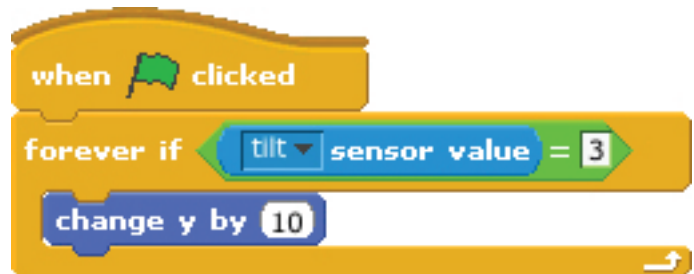 when clicked
forever if tilt sensor value = 3
change y by 10